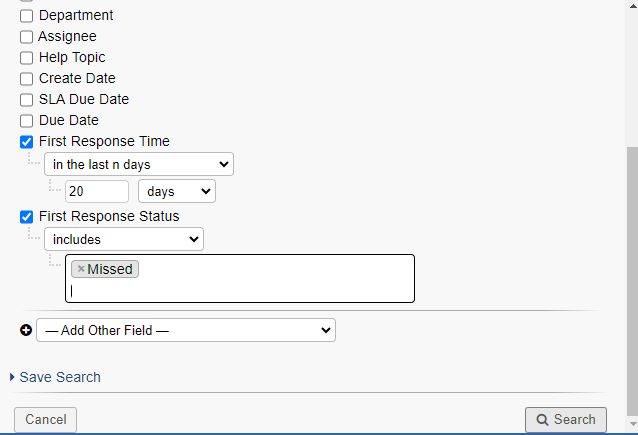 Department
Assignee
Help Topic
Create Date
SLA Due Date
Due Date
First Response Time
in the last n days
20 days
First Response Status
includes
× Missed
— Add Other Field —
Save Search
Cancel Search